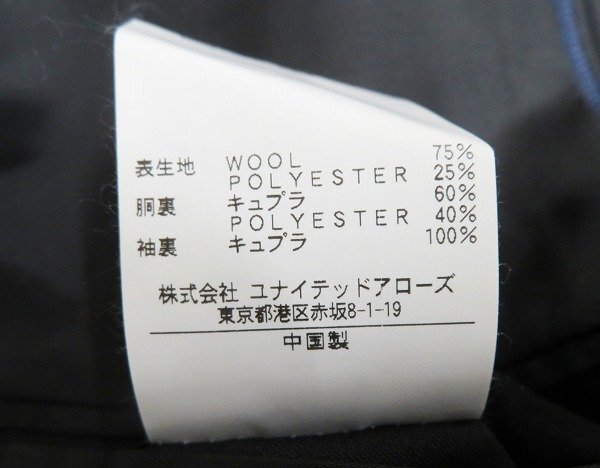 表生地 WOOL 75%
POLYESTER 25%
胴裏 キュプラ 60%
POLYESTER 40%
袖裏 キュプラ 100%
株式会社 ユナイテッドアローズ
東京都港区赤坂8-1-19
中国製